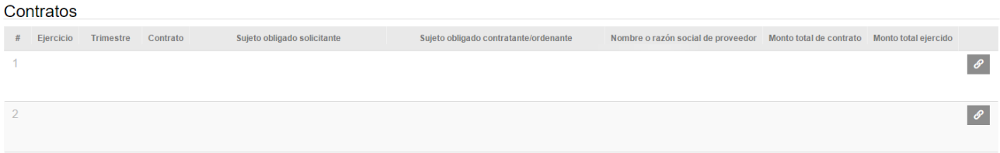 Contratos
# Ejercicio Trimestre Contrato Sujeto obligado solicitante Sujeto obligado contratante/ordenante Nombre o razón social de proveedor Monto total de contrato Monto total ejercido
1
2